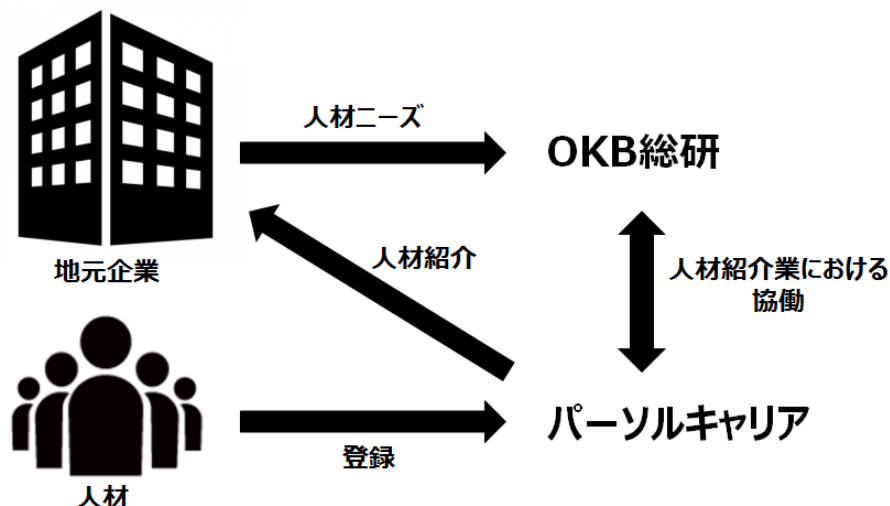 人材ニーズ
OKB総研
地元企業
人材紹介
人材紹介業における
協働
パーソルキャリア
登録
人材